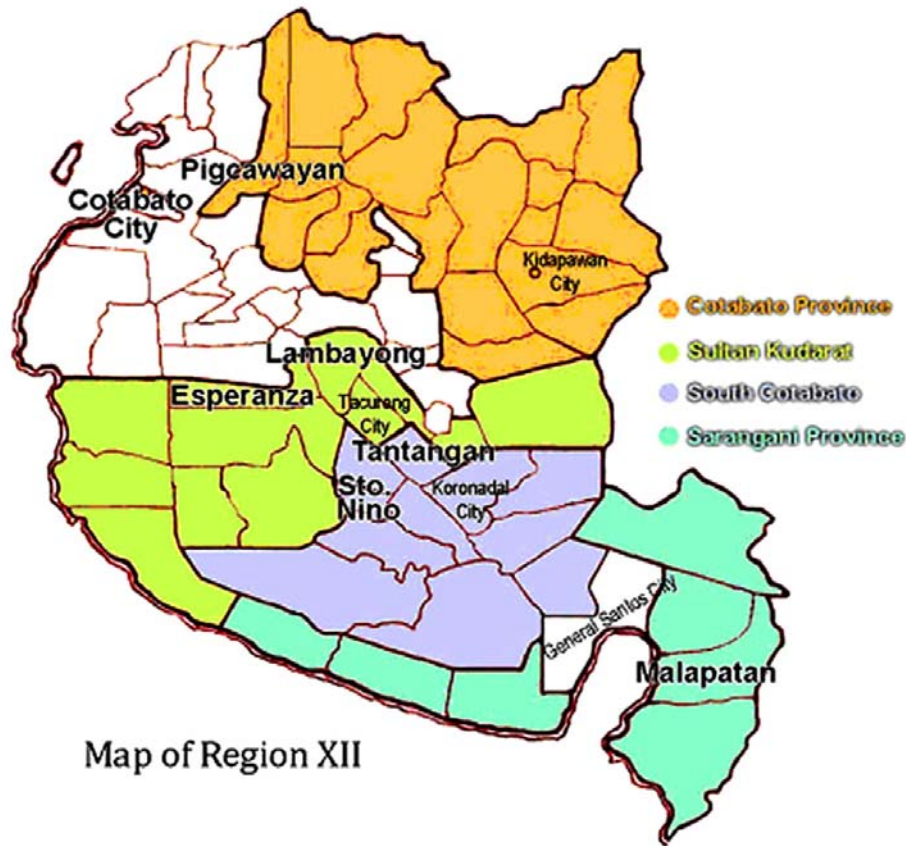 Pigcawayan
Cotabato
City
Kidapawan
City
Cotabato Province
Sultan Kudarat
South Cotabato
Sarangani Province
Lambayong
Esperanza
Tacurong
City
Tantangan
Sto.
Nino
Koronadal
City
General Santos City
Malapatan
Map of Region XII